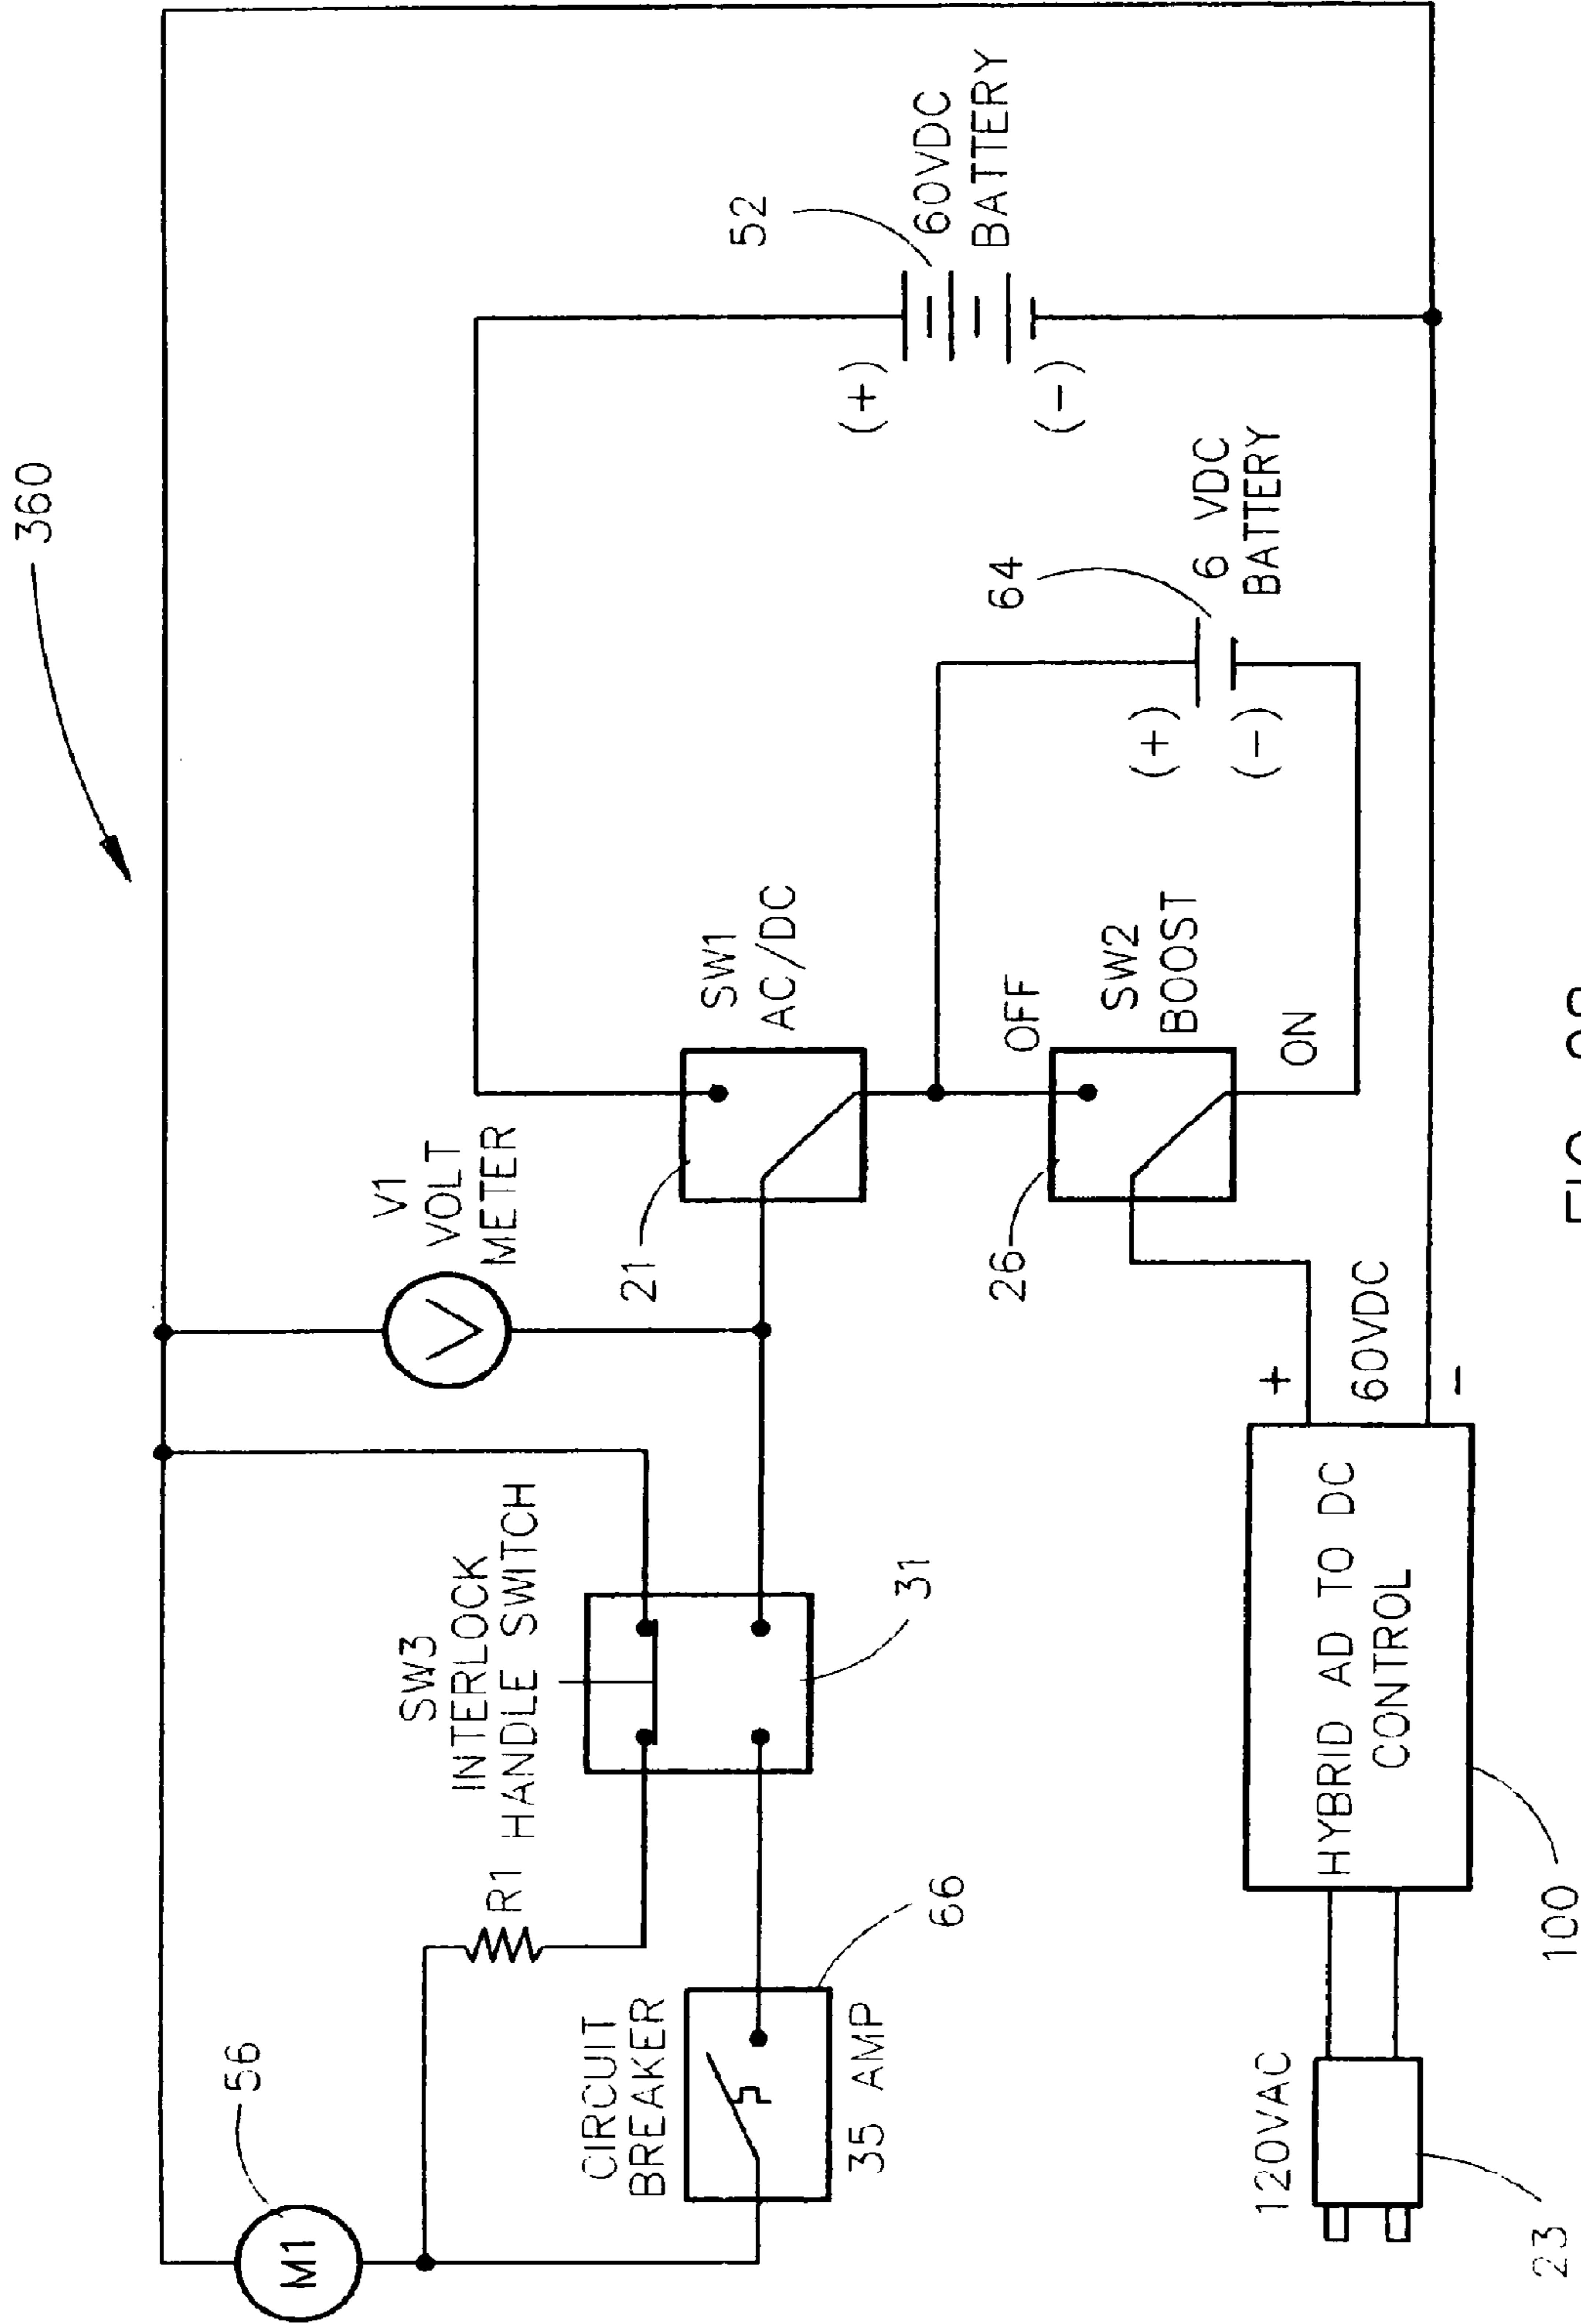 360
M1
56
V1
VOLT
METER
SW3
INTERLOCK
HANDLE SWITCH
R1
CIRCUIT
BREAKER
35 AMP
66
31
21
SW1
AC/DC
52
60VDC
BATTERY
(+)
(-)
OFF
26
SW2
BOOST
ON
64
6 VDC
BATTERY
(+)
(-)
120VAC
23
HYBRID AD TO DC
CONTROL
100
+
60VDC
-
FIG